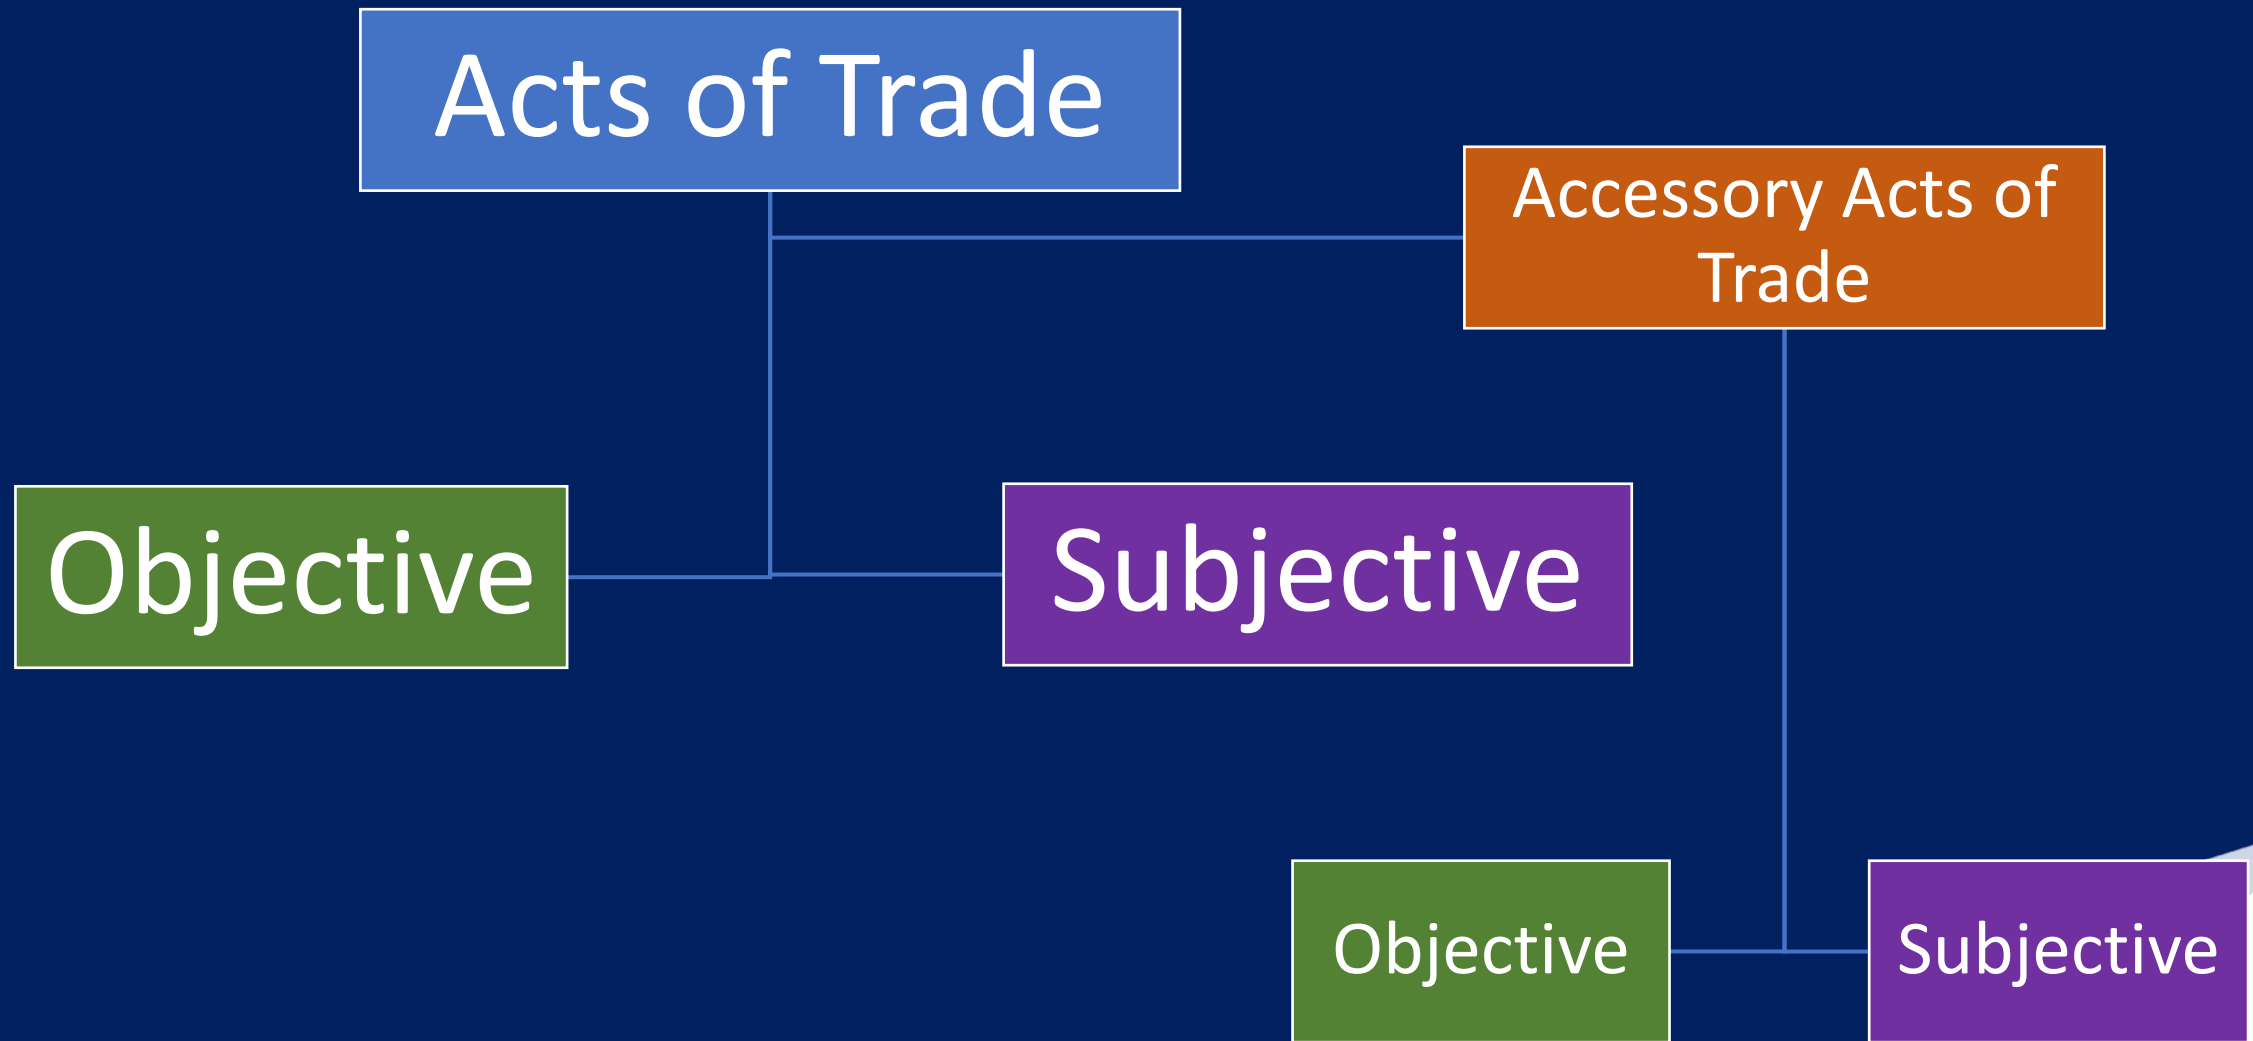 Acts of Trade
Accessory Acts of
Trade
Objective
Subjective
Objective
Subjective